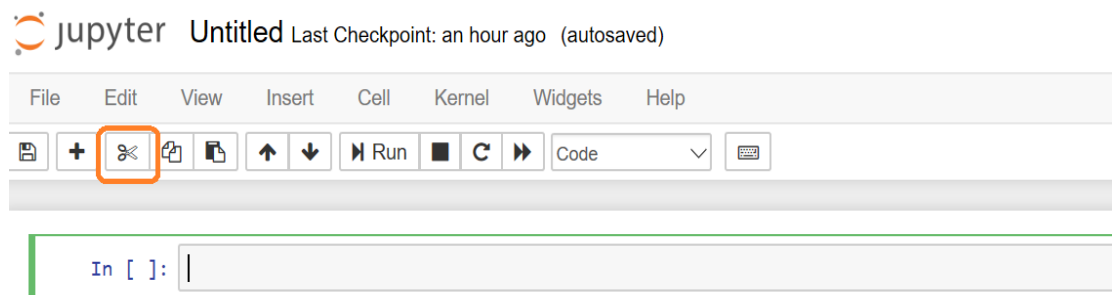 jupyter Untitled Last Checkpoint: an hour ago (autosaved)
File Edit View Insert Cell Kernel Widgets Help
Run Code
In [ ]: